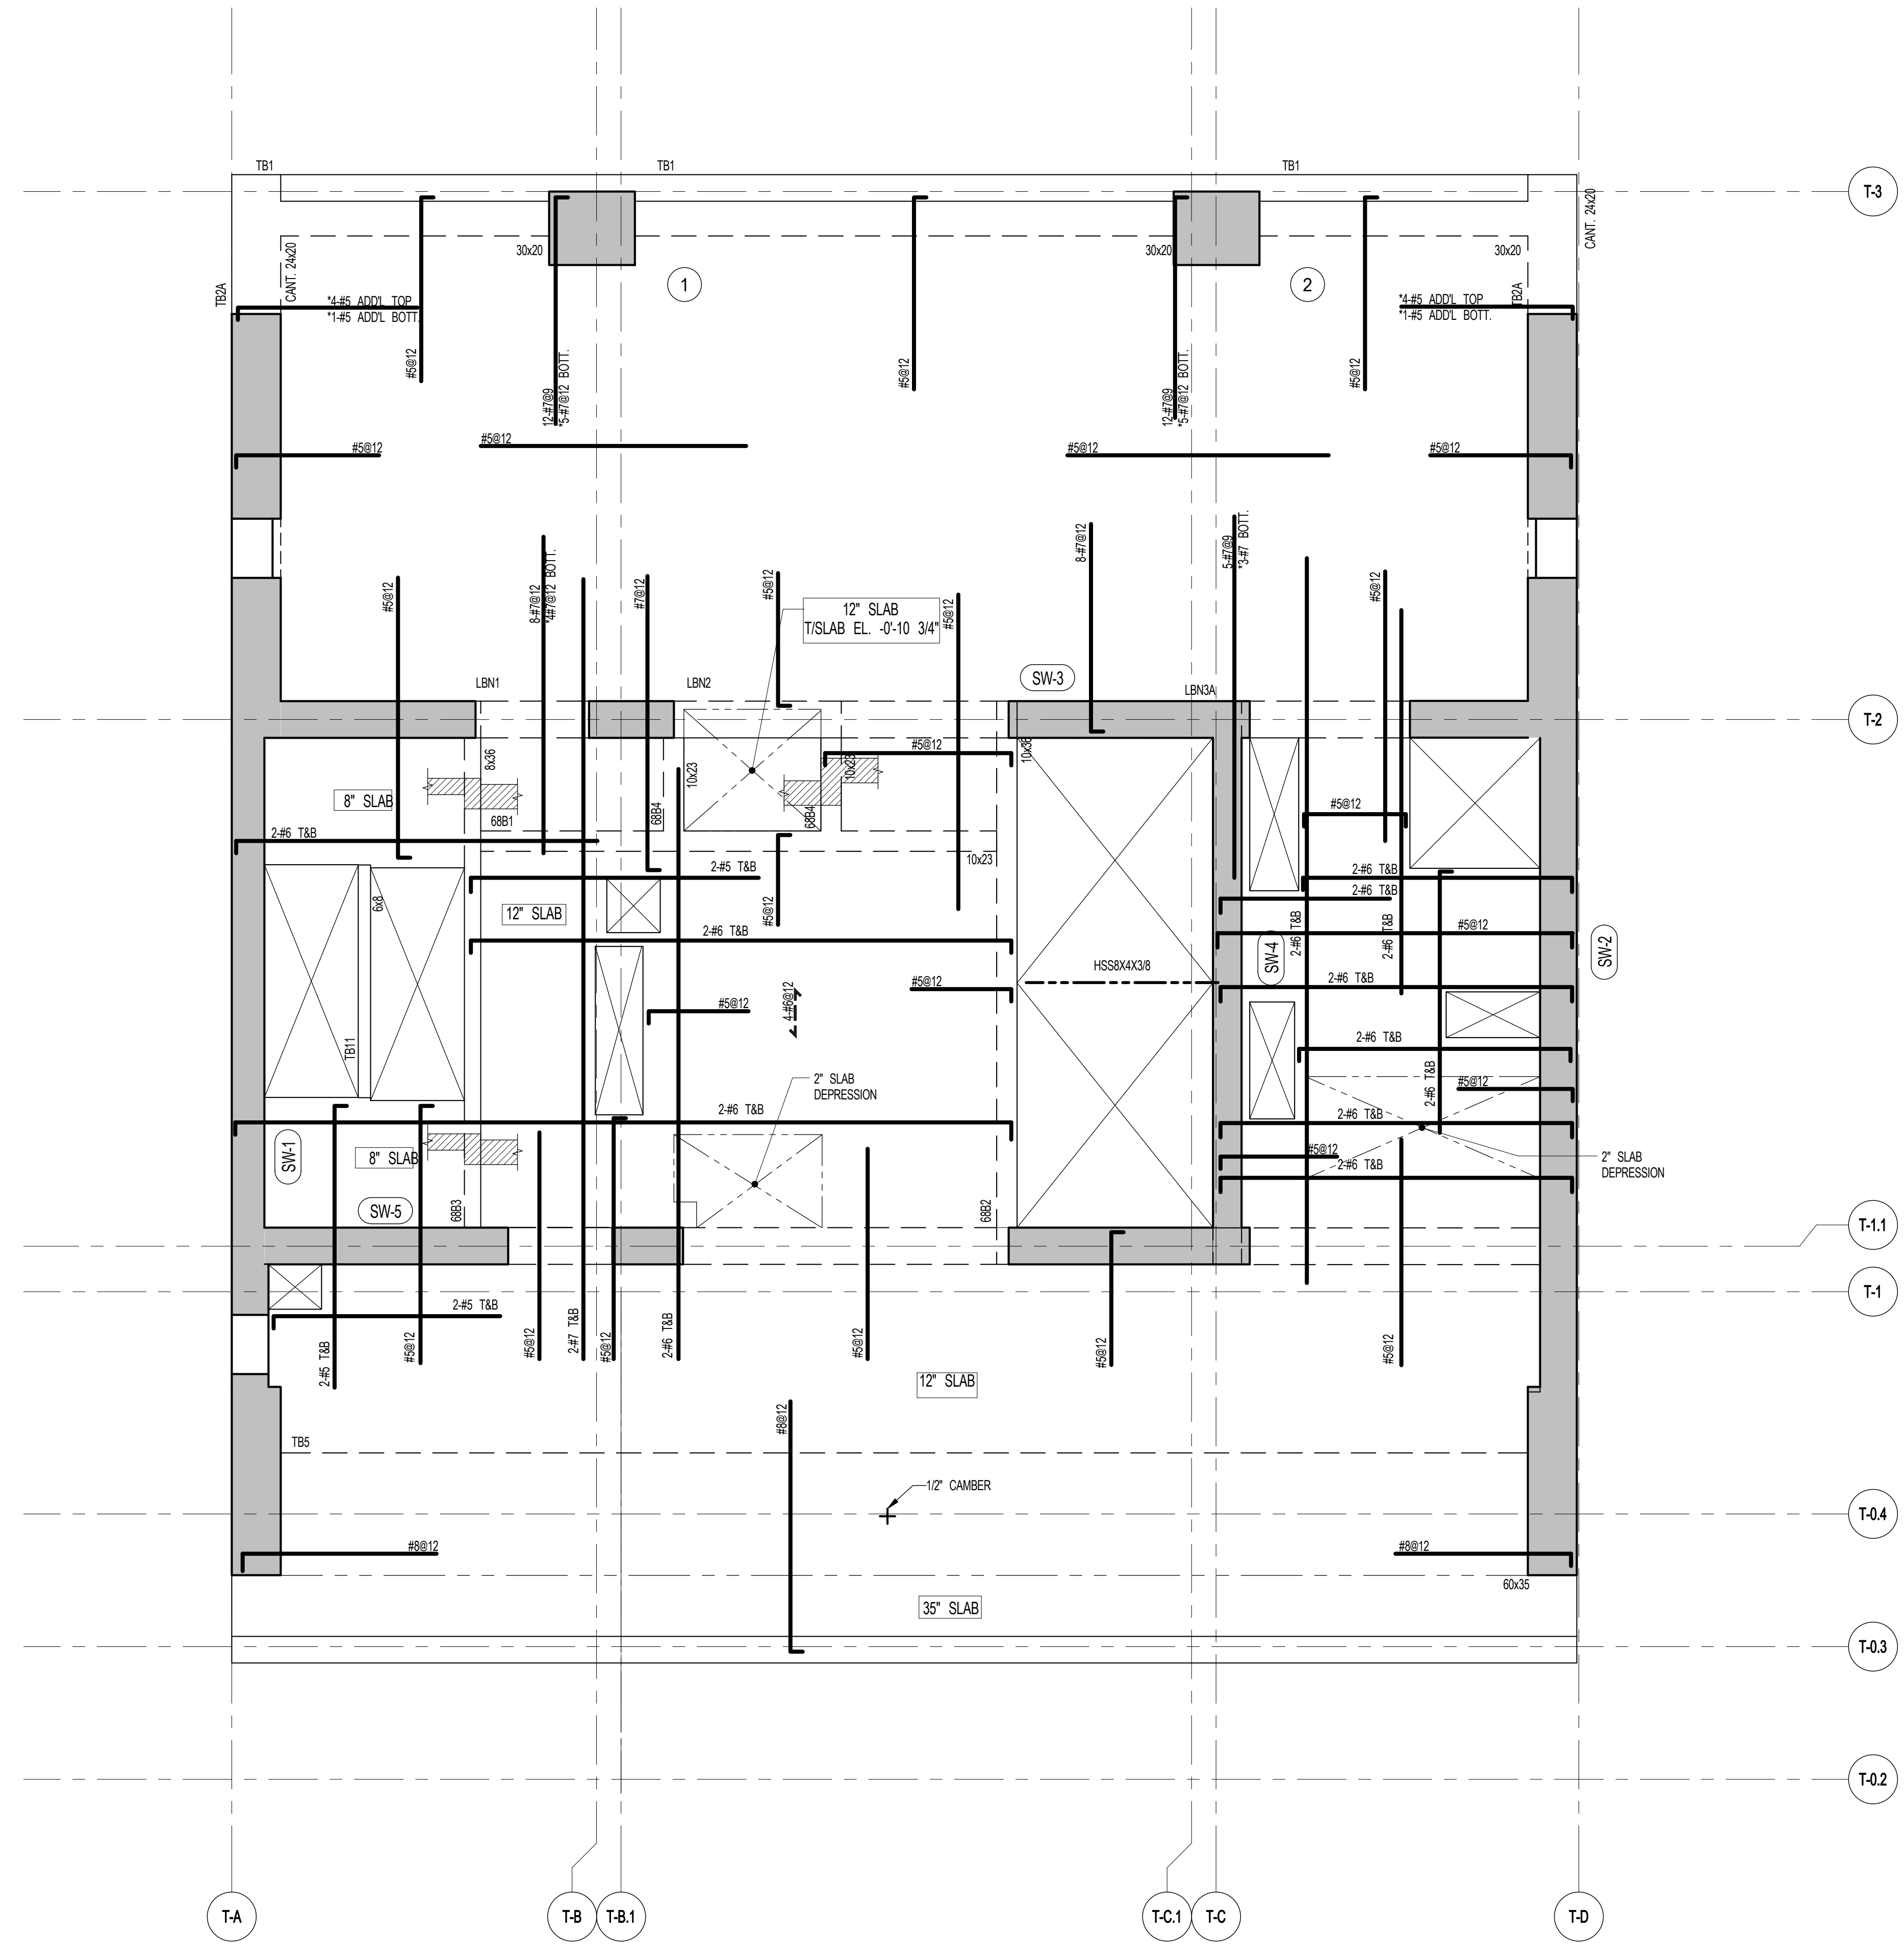 TB1
TB1
TB1
T-3
CANT. 24x20
30x20
30x20
30x20
CANT. 24x20
TB2A
1
2
TB2A
*4-#5 ADD'L TOP
*1-#5 ADD'L BOTT.
*4-#5 ADD'L TOP
*1-#5 ADD'L BOTT.
#5@12
12-#7@9
*5-#7@12 BOTT.
#5@12
12-#7@9
*5-#7@12 BOTT.
#5@12
#5@12
#5@12
#5@12
#5@12
#5@12
8-#7@12
*4#7@12 BOTT.
#7@12
#5@12
12" SLAB
T/SLAB EL. -0'-10 3/4"
#5@12
8-#7@12
5-#7@9
*3-#7 BOTT.
#5@12
LBN1
LBN2
SW-3
LBN3A
T-2
8x36
10x23
#5@12
10x23
10x36
8" SLAB
68B1
68B4
68B4
#5@12
2-#6 T&B
10x23
2-#5 T&B
2-#6 T&B
2-#6 T&B
6x8
12" SLAB
#5@12
2-#6 T&B
2-#6 T&B
2-#6 T&B
#5@12
SW-4
SW-2
HSS8X4X3/8
#5@12
#5@12
4-#6@12
2-#6 T&B
TB11
2-#6 T&B
2" SLAB
DEPRESSION
2-#6 T&B
#5@12
2-#6 T&B
2-#6 T&B
SW-1
8" SLAB
#5@12
2-#6 T&B
2" SLAB
DEPRESSION
SW-5
68B3
68B2
T-1.1
T-1
2-#5 T&B
2-#5 T&B
#5@12
#5@12
2-#7 T&B
#5@12
2-#6 T&B
#5@12
#5@12
#5@12
12" SLAB
#8@12
TB5
1/2" CAMBER
T-0.4
#8@12
#8@12
60x35
35" SLAB
T-0.3
T-0.2
T-A
T-B
T-B.1
T-C.1
T-C
T-D